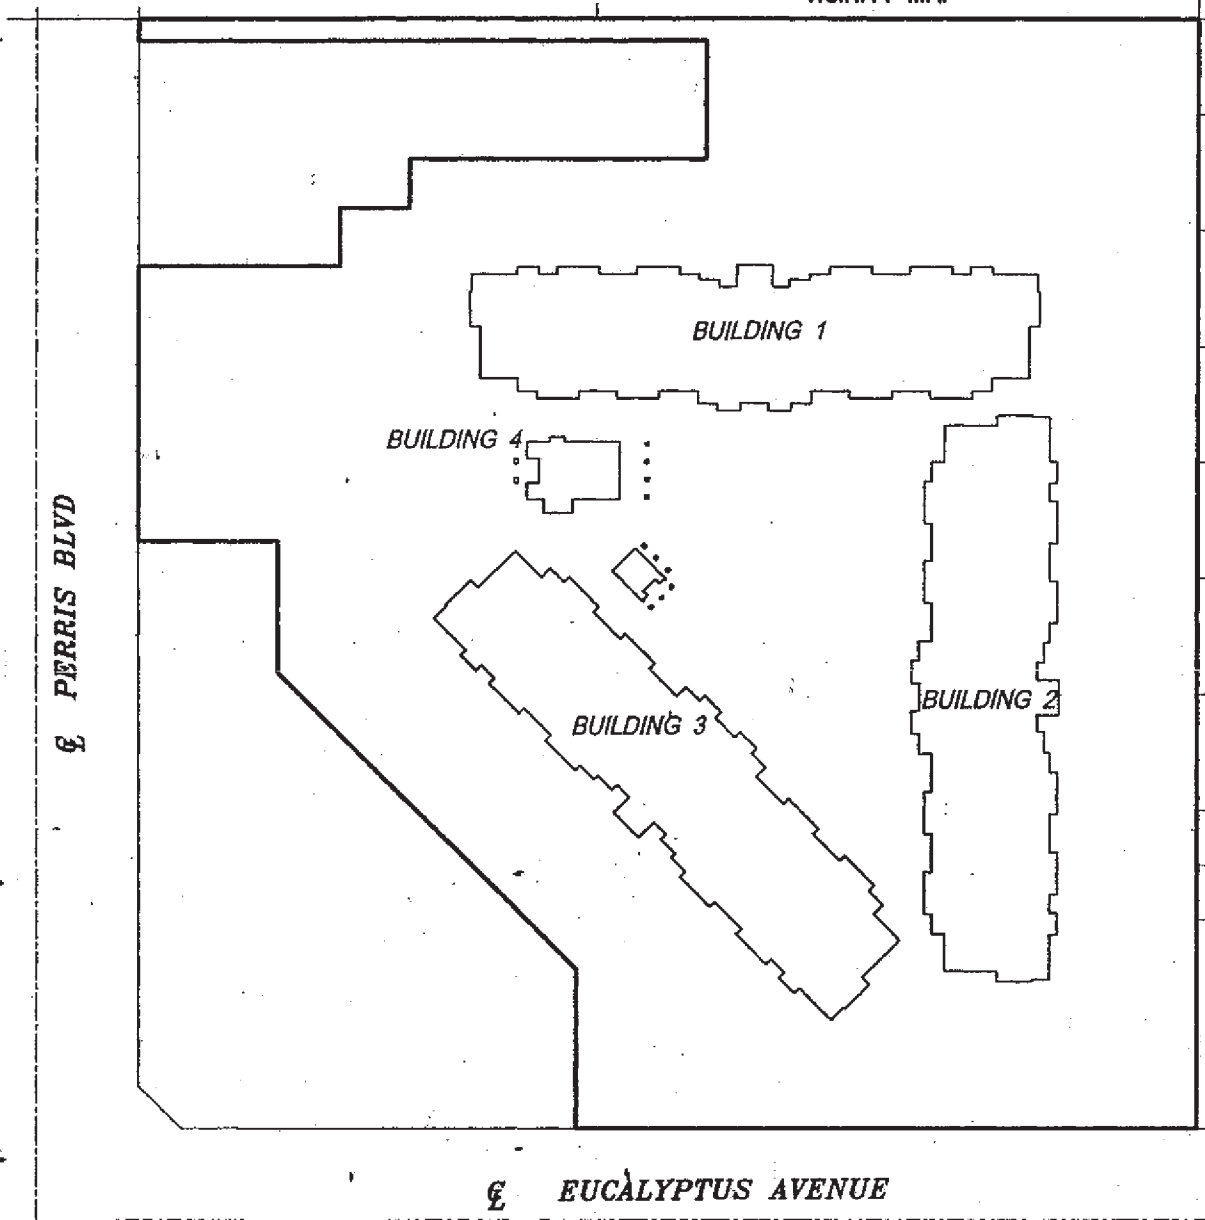 BUILDING 1
BUILDING 4
BUILDING 2
BUILDING 3
℄ PERRIS BLVD
℄ EUCALYPTUS AVENUE